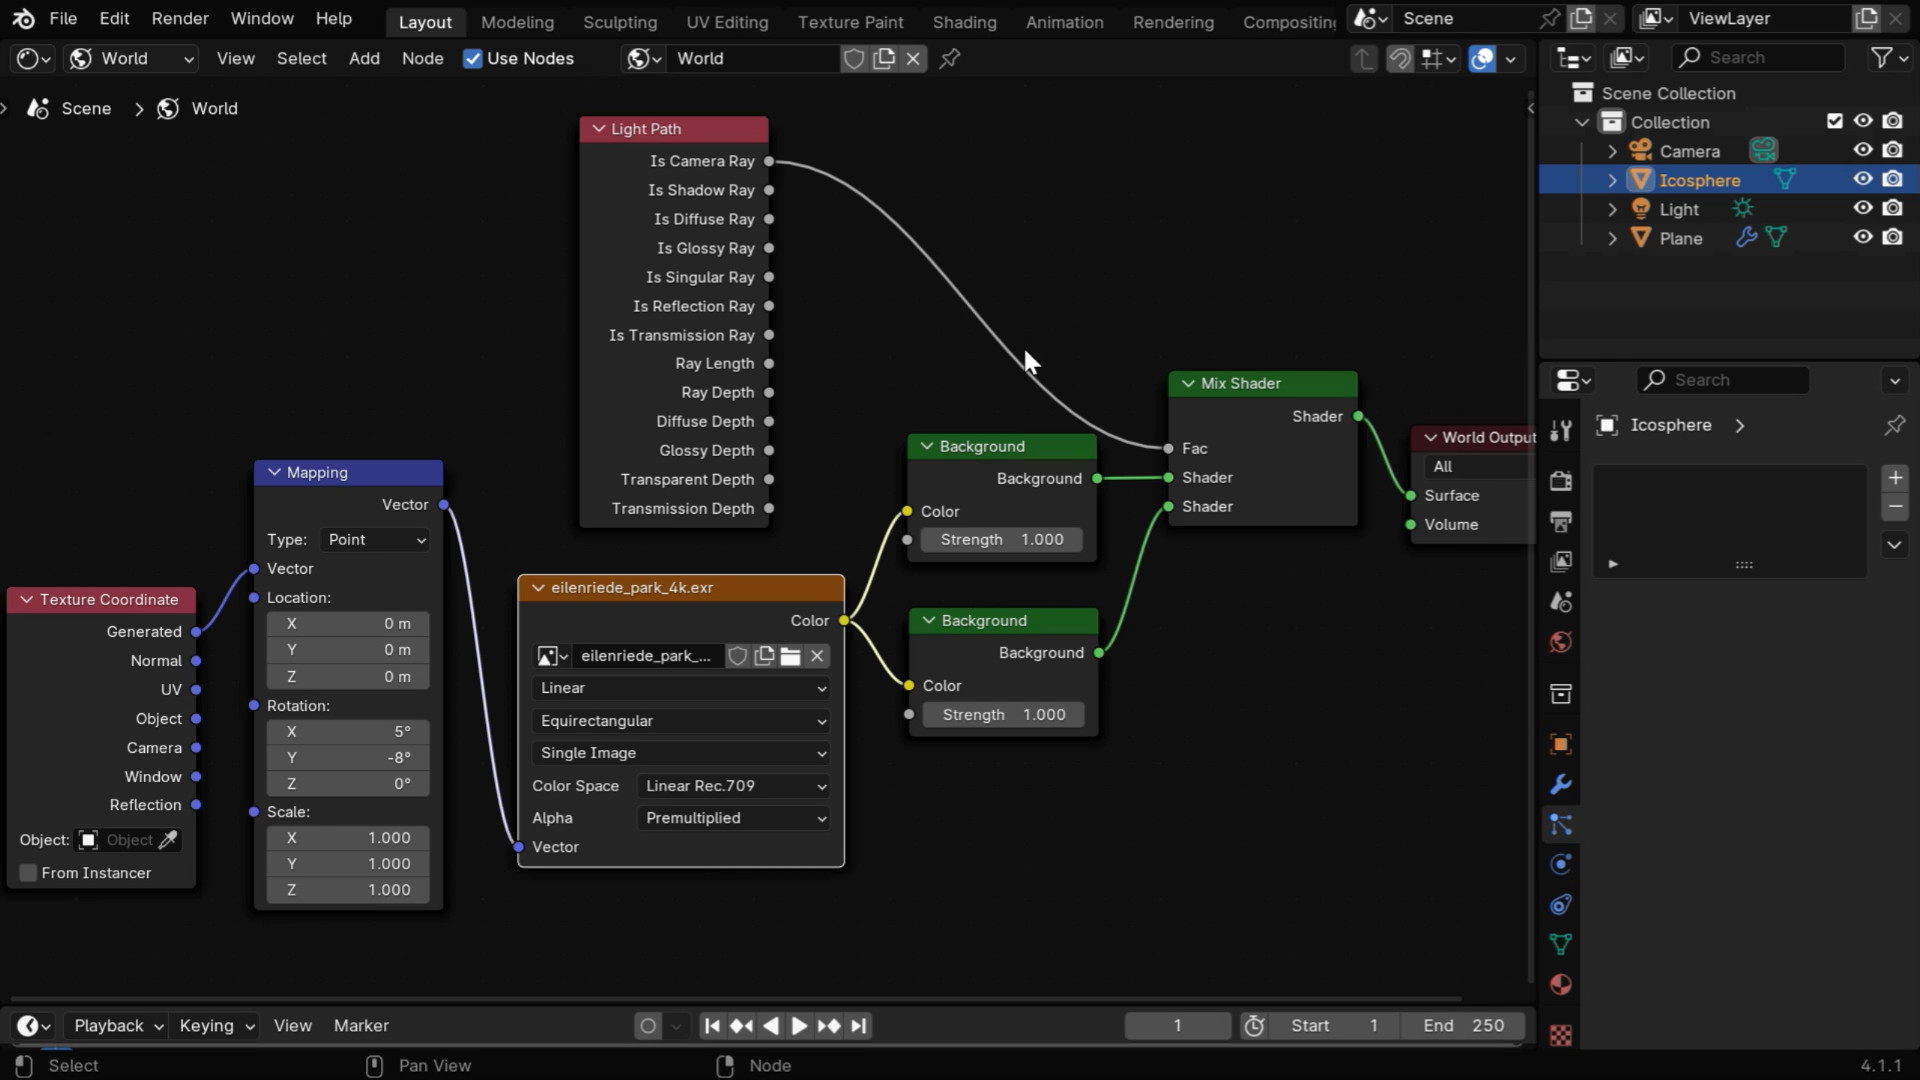 File Edit Render Window Help Layout Modeling Sculpting UV Editing Texture Paint Shading Animation Rendering Compositing Scene ViewLayer
World View Select Add Node Use Nodes World Search
Scene > World
Scene Collection
Collection
Camera
Icosphere
Light
Plane
Light Path
Is Camera Ray
Is Shadow Ray
Is Diffuse Ray
Is Glossy Ray
Is Singular Ray
Is Reflection Ray
Is Transmission Ray
Ray Length
Ray Depth
Diffuse Depth
Glossy Depth
Transparent Depth
Transmission Depth
Texture Coordinate
Generated
Normal
UV
Object
Camera
Window
Reflection
Object: Object
From Instancer
Mapping
Vector
Type: Point
Vector
Location:
X 0 m
Y 0 m
Z 0 m
Rotation:
X 5°
Y -8°
Z 0°
Scale:
X 1.000
Y 1.000
Z 1.000
eilenriede_park_4k.exr
Color
eilenriede_park_...
Linear
Equirectangular
Single Image
Color Space Linear Rec.709
Alpha Premultiplied
Vector
Background
Background
Color
Strength 1.000
Background
Background
Color
Strength 1.000
Mix Shader
Shader
Fac
Shader
Shader
World Output
All
Surface
Volume
Search
Icosphere
Playback Keying View Marker 1 Start 1 End 250
Select Pan View Node 4.1.1